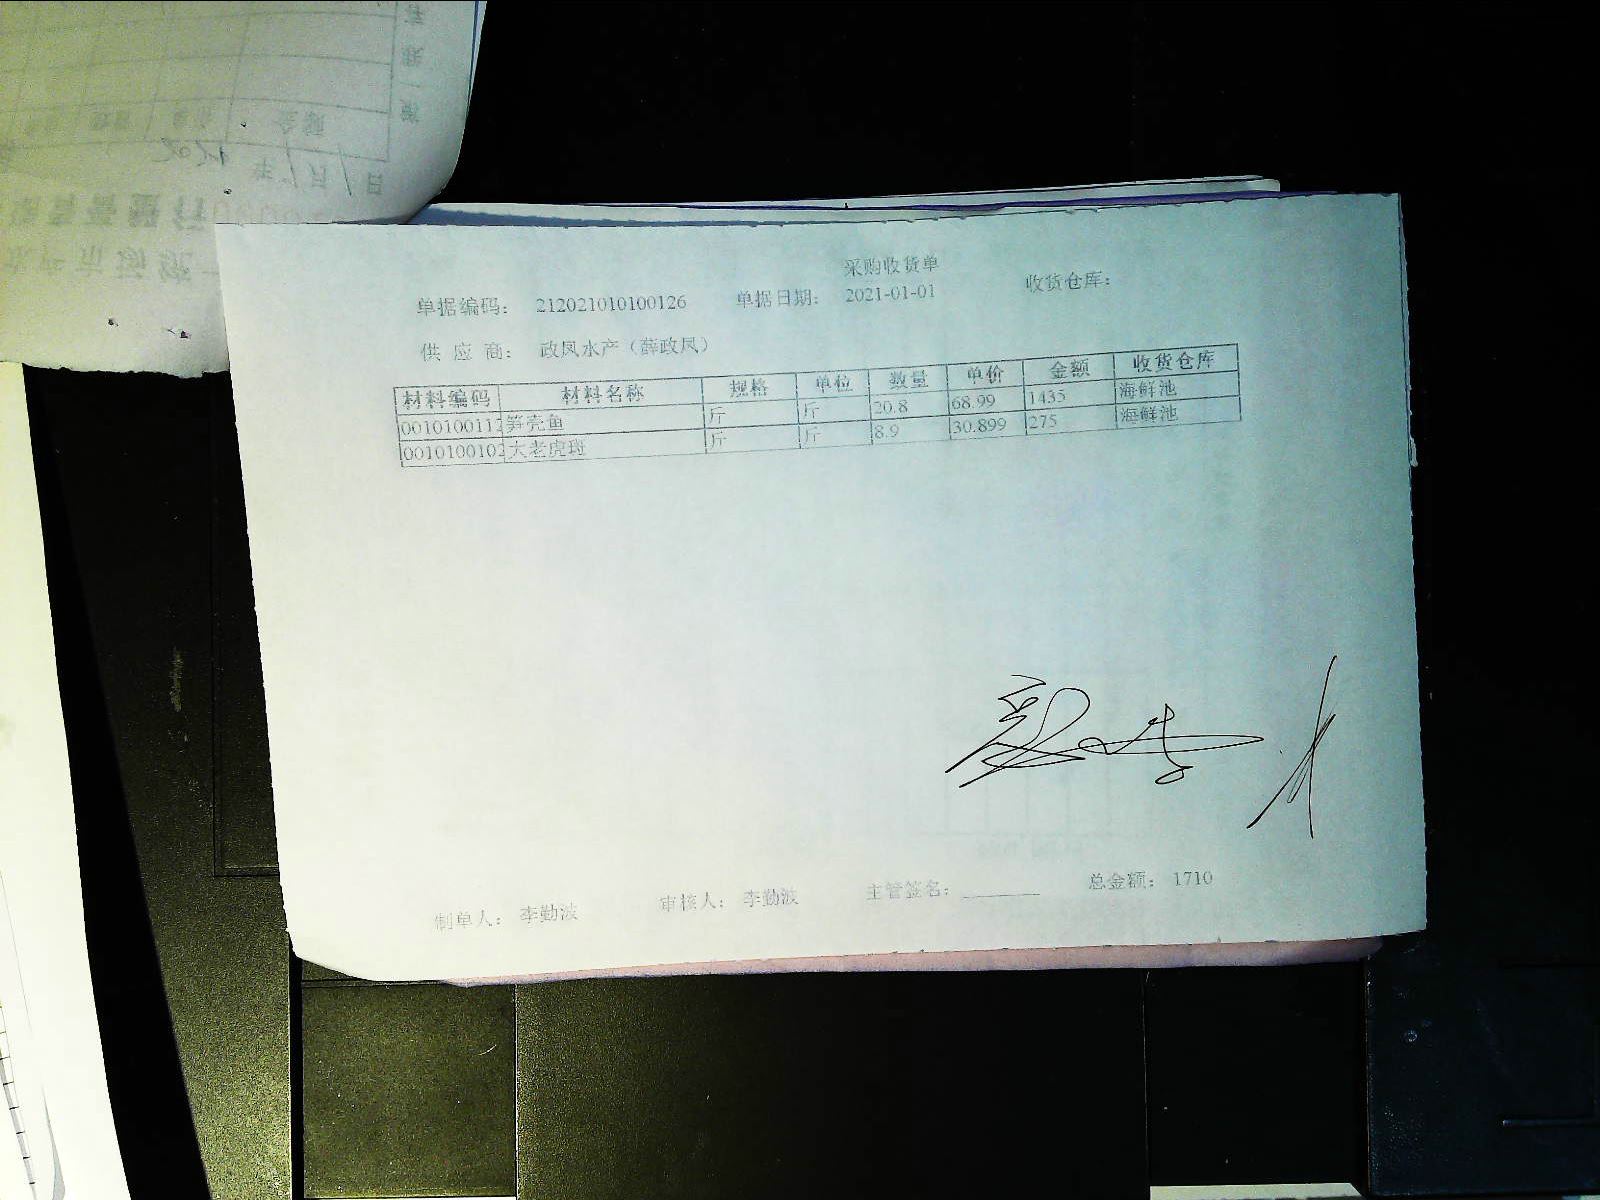 采购收货单
单据编码： 212021010100126 单据日期： 2021-01-01 收货仓库：
供 应 商： 政凤水产（薛政凤）
材料编码 材料名称 规格 单位 数量 单价 金额 收货仓库
0010100112 笋壳鱼 斤 斤 20.8 68.99 1435 海鲜池
0010100102 大老虎斑 斤 斤 8.9 30.899 275 海鲜池
制单人： 李勤波 审核人： 李勤波 主管签名： 总金额： 1710